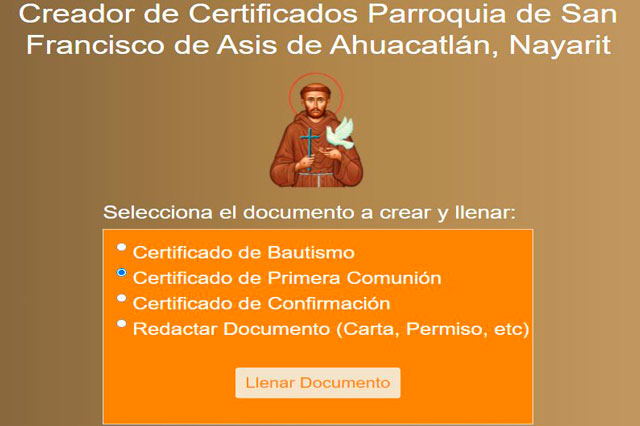 Creador de Certificados Parroquia de San
Francisco de Asis de Ahuacatlán, Nayarit
Selecciona el documento a crear y llenar:
Certificado de Bautismo
Certificado de Primera Comunión
Certificado de Confirmación
Redactar Documento (Carta, Permiso, etc)
Llenar Documento